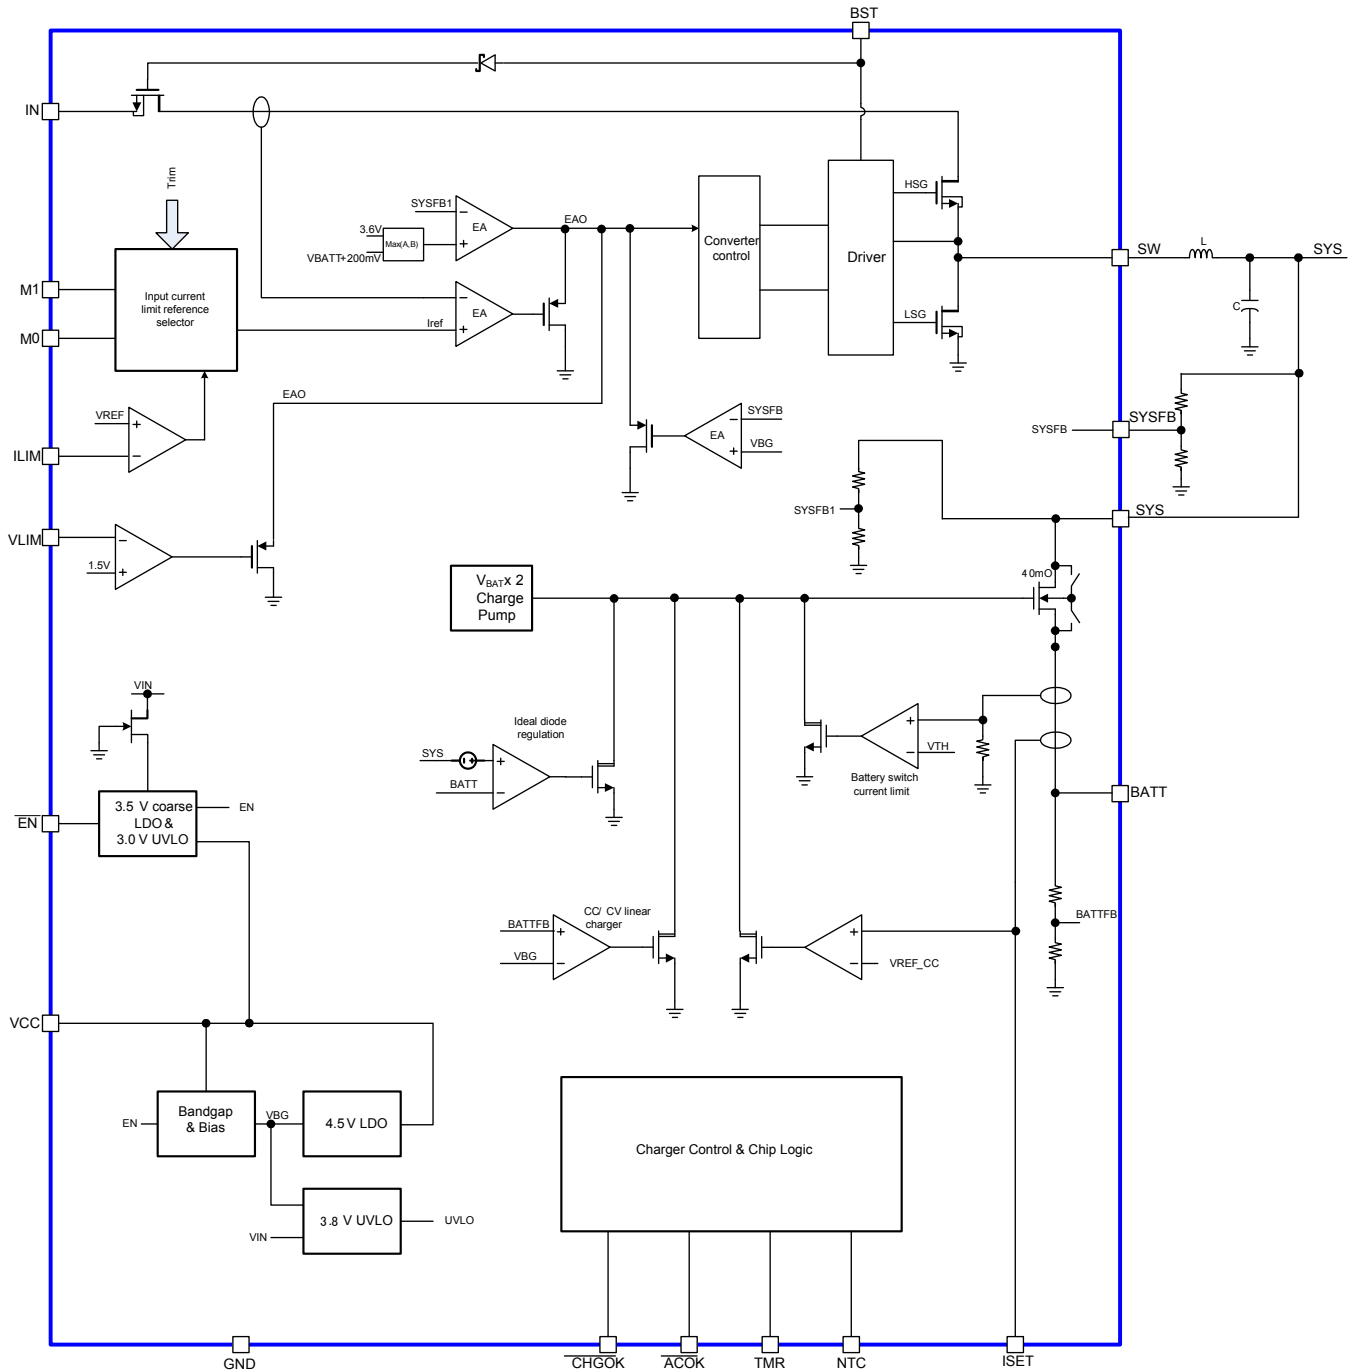 BST
IN
Trim
HSG
SYSFB1
EA
EAO
3.6V
Max(A,B)
VBATT+200mV
Converter
control
Driver
SW
L
SYS
M1
Input current
limit reference
selector
C
M0
Iref
EA
LSG
EAO
VREF
SYSFB
EA
VBG
SYSFB
SYSFB
ILIM
SYSFB1
SYS
VLIM
1.5V
VBATx 2
Charge
Pump
40mO
VIN
Ideal diode
regulation
SYS
BATT
VTH
Battery switch
current limit
BATT
EN
3.5 V coarse
LDO &
3.0 V UVLO
EN
CC/ CV linear
charger
BATTFB
VBG
VREF_CC
BATTFB
VCC
EN
Bandgap
& Bias
VBG
4.5 V LDO
Charger Control & Chip Logic
3.8 V UVLO
UVLO
VIN
GND
CHGOK
ACOK
TMR
NTC
ISET